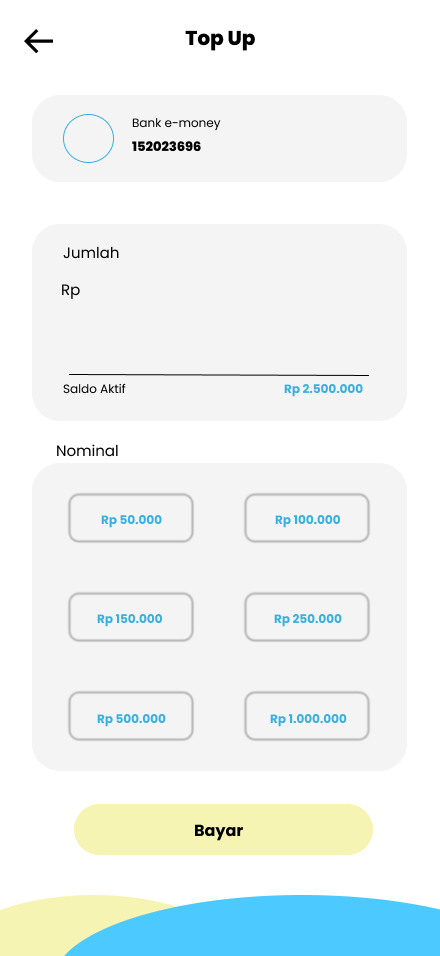 Top Up
Bank e-money
152023696
Jumlah
Rp
Saldo Aktif Rp 2.500.000
Nominal
Rp 50.000 Rp 100.000
Rp 150.000 Rp 250.000
Rp 500.000 Rp 1.000.000
Bayar